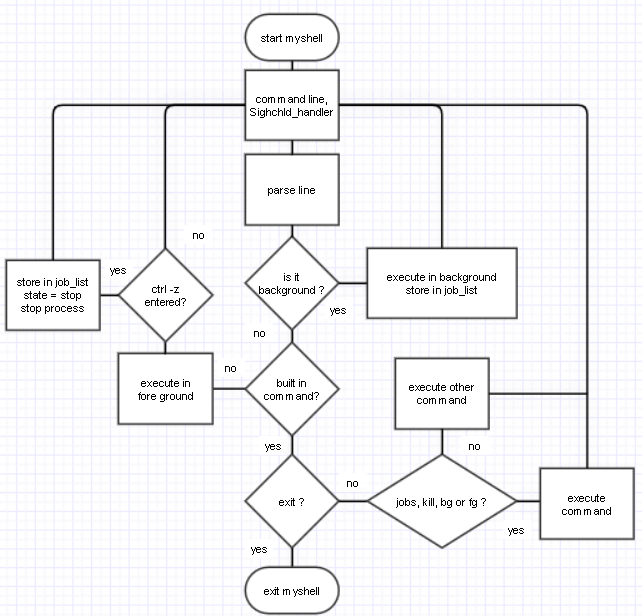 start myshell
command line,
Sighchld_handler
parse line
no
is it
background ?
execute in background
store in job_list
yes
store in job_list
state = stop
stop process
yes
ctrl -z
entered?
no
no
execute in
fore ground
built in
command?
execute other
command
yes
no
no
exit ?
jobs, kill, bg or fg ?
execute
command
yes
yes
exit myshell